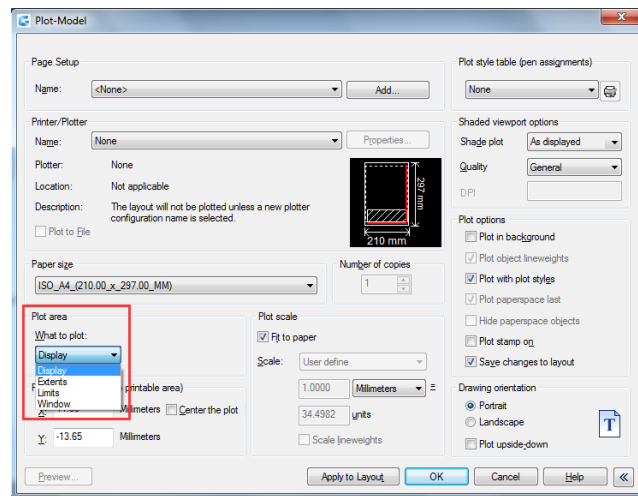 Plot-Model
Page Setup
Name: <None> Add...
Plot style table (pen assignments)
None
Printer/Plotter
Name: None Properties...
Plotter: None
Location: Not applicable
Description: The layout will not be plotted unless a new plotter
configuration name is selected.
Plot to File
297 mm
210 mm
Shaded viewport options
Shade plot As displayed
Quality General
DPI
Paper size
ISO_A4_(210.00_x_297.00_MM)
Number of copies
1
Plot options
Plot in background
Plot object lineweights
Plot with plot styles
Plot paperspace last
Hide paperspace objects
Plot stamp on
Save changes to layout
Plot area
What to plot:
Display
Display
Extents
Limits
Window
printable area)
X: Millimeters Center the plot
Y: -13.65 Millimeters
Plot scale
Fit to paper
Scale: User define
1.0000 Millimeters =
34.4982 units
Scale lineweights
Drawing orientation
Portrait
Landscape
Plot upside-down
Preview... Apply to Layout OK Cancel Help